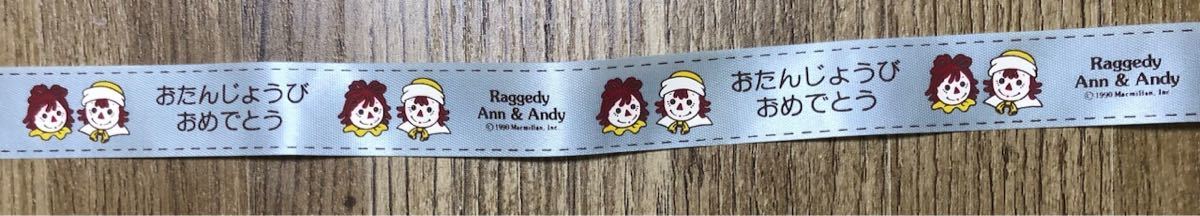 おたんじょうび
おめでとう
Raggedy
Ann & Andy
©1990 Macmillan, Inc.
おたんじょうび
おめでとう
Raggedy
Ann & Andy
©1990 Macmillan, Inc.